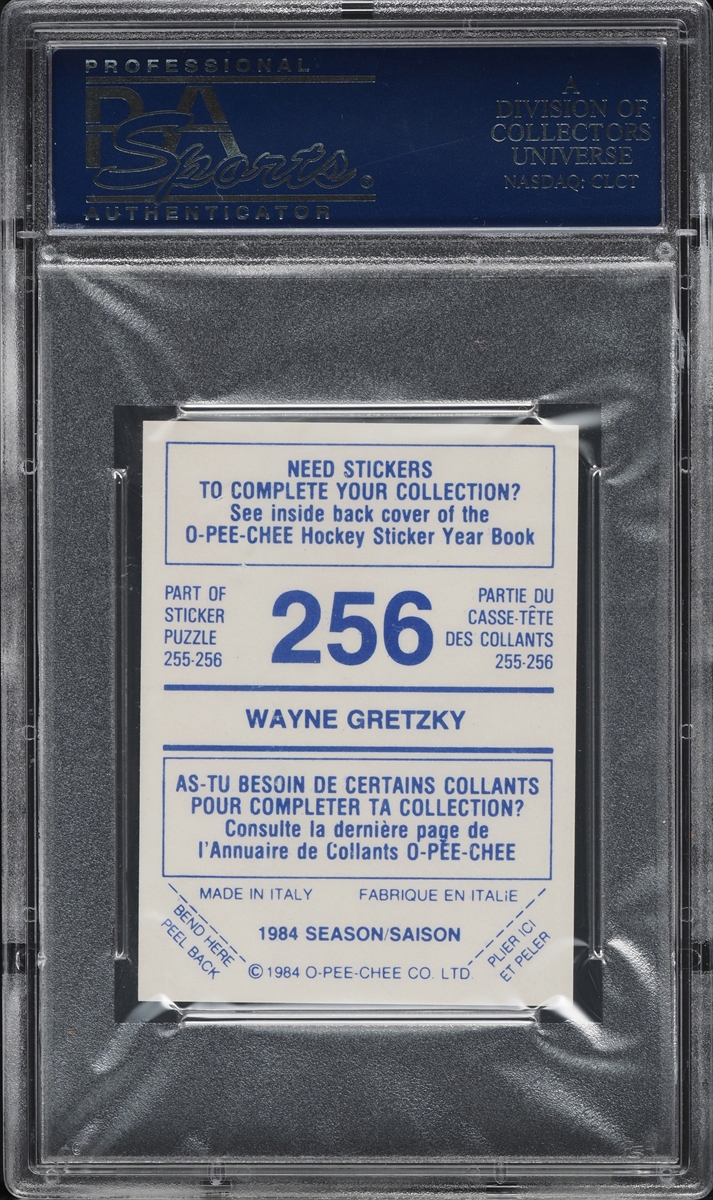 PROFESSIONAL
PSA
Sports®
AUTHENTICATOR
A
DIVISION OF
COLLECTORS
UNIVERSE
NASDAQ: CLCT
NEED STICKERS
TO COMPLETE YOUR COLLECTION?
See inside back cover of the
O-PEE-CHEE Hockey Sticker Year Book
PART OF
STICKER
PUZZLE
255-256
256
PARTIE DU
CASSE-TÊTE
DES COLLANTS
255-256
WAYNE GRETZKY
AS-TU BESOIN DE CERTAINS COLLANTS
POUR COMPLETER TA COLLECTION?
Consulte la dernière page de
l'Annuaire de Collants O-PEE-CHEE
MADE IN ITALY FABRIQUE EN ITALiE
BEND HERE
PEEL BACK
1984 SEASON/SAISON
© 1984 O-PEE-CHEE CO. LTD.
PLIER ICI
ET PELER